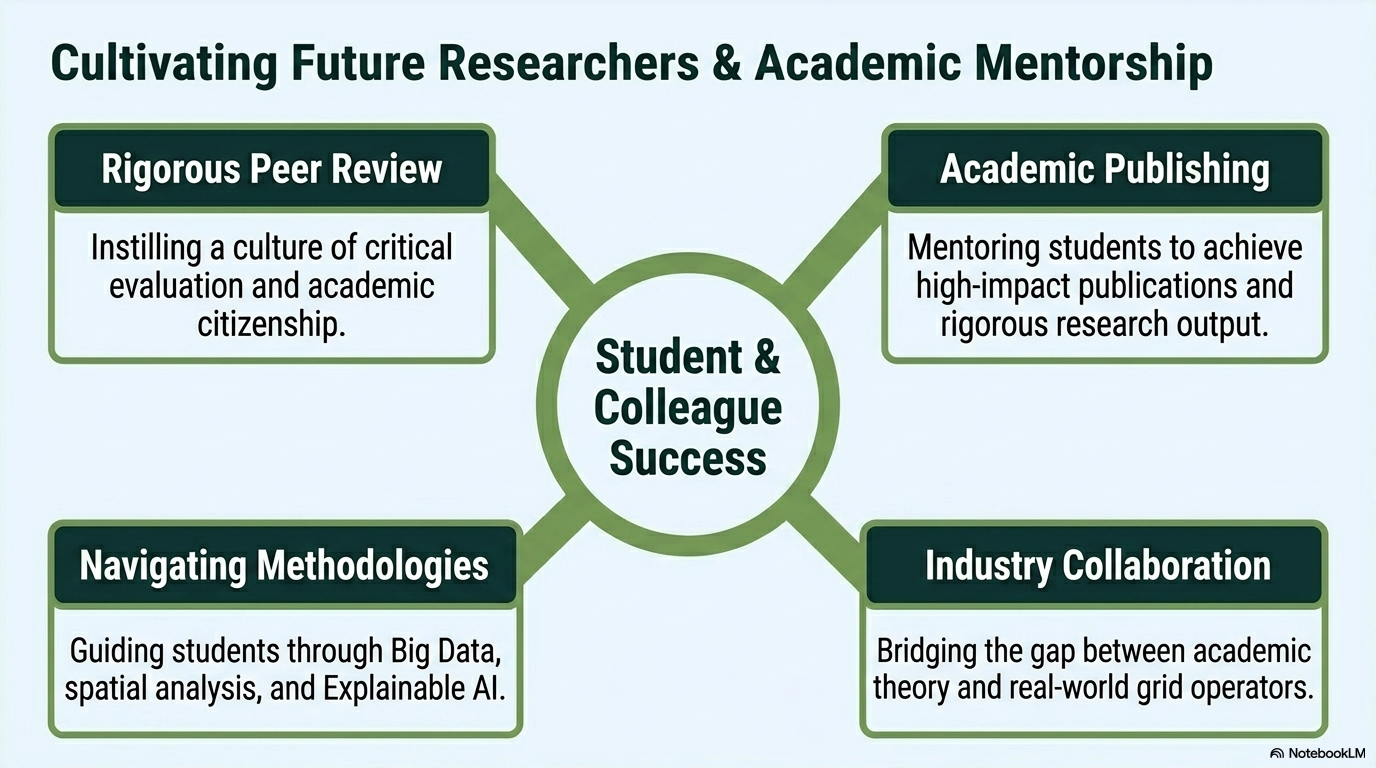 Cultivating Future Researchers & Academic Mentorship
Rigorous Peer Review
Instilling a culture of critical
evaluation and academic
citizenship.
Academic Publishing
Mentoring students to achieve
high-impact publications and
rigorous research output.
Student &
Colleague
Success
Navigating Methodologies
Guiding students through Big Data,
spatial analysis, and Explainable AI.
Industry Collaboration
Bridging the gap between academic
theory and real-world grid operators.
NotebookLM